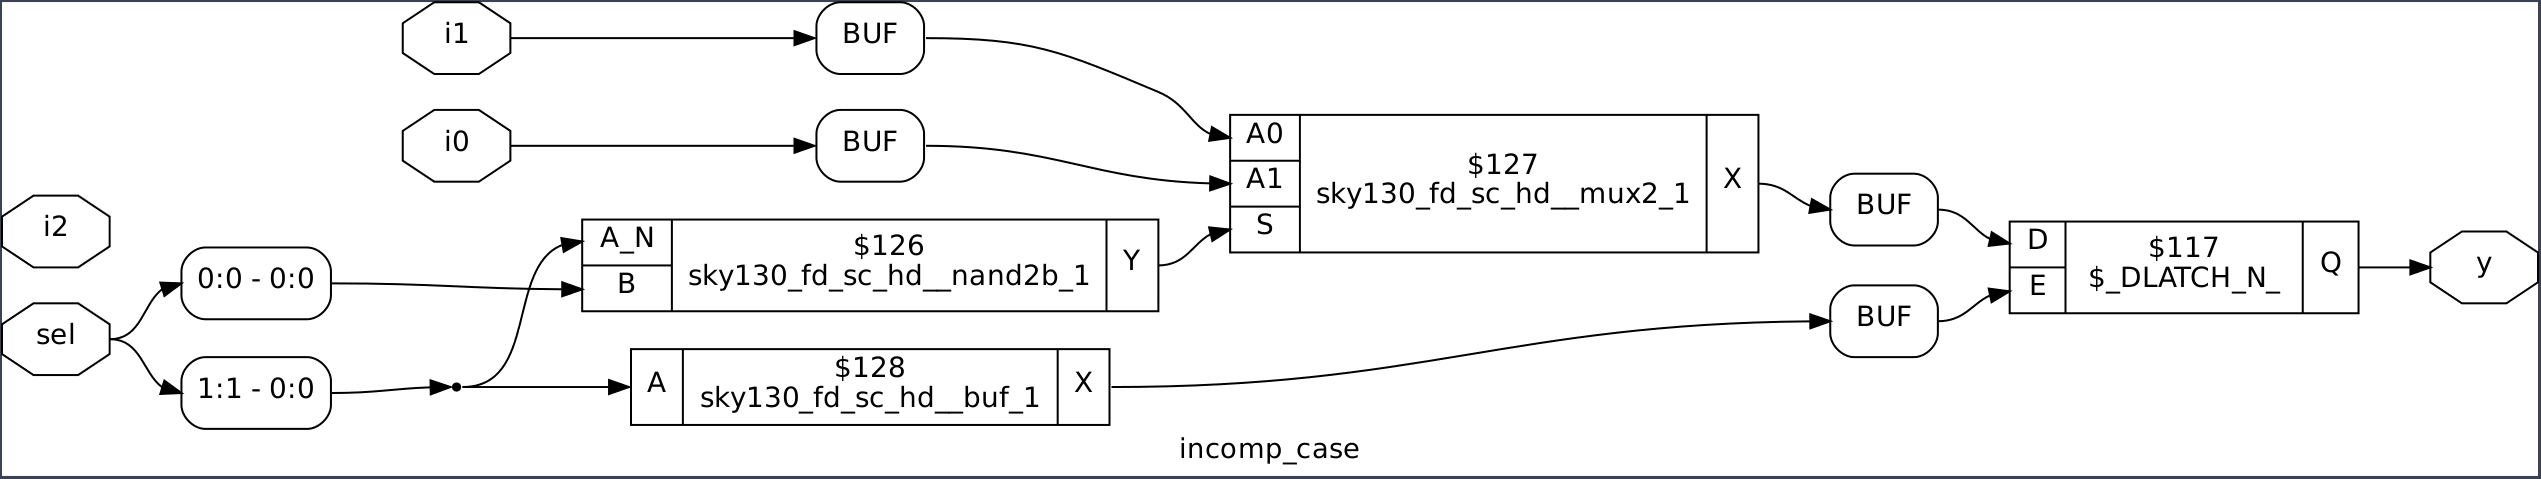 i1
BUF
i0
BUF
i2
sel
0:0 - 0:0
1:1 - 0:0
A_N
B
$126
sky130_fd_sc_hd__nand2b_1
Y
A
$128
sky130_fd_sc_hd__buf_1
X
A0
A1
S
$127
sky130_fd_sc_hd__mux2_1
X
BUF
BUF
D
E
$117
$_DLATCH_N_
Q
y
incomp_case